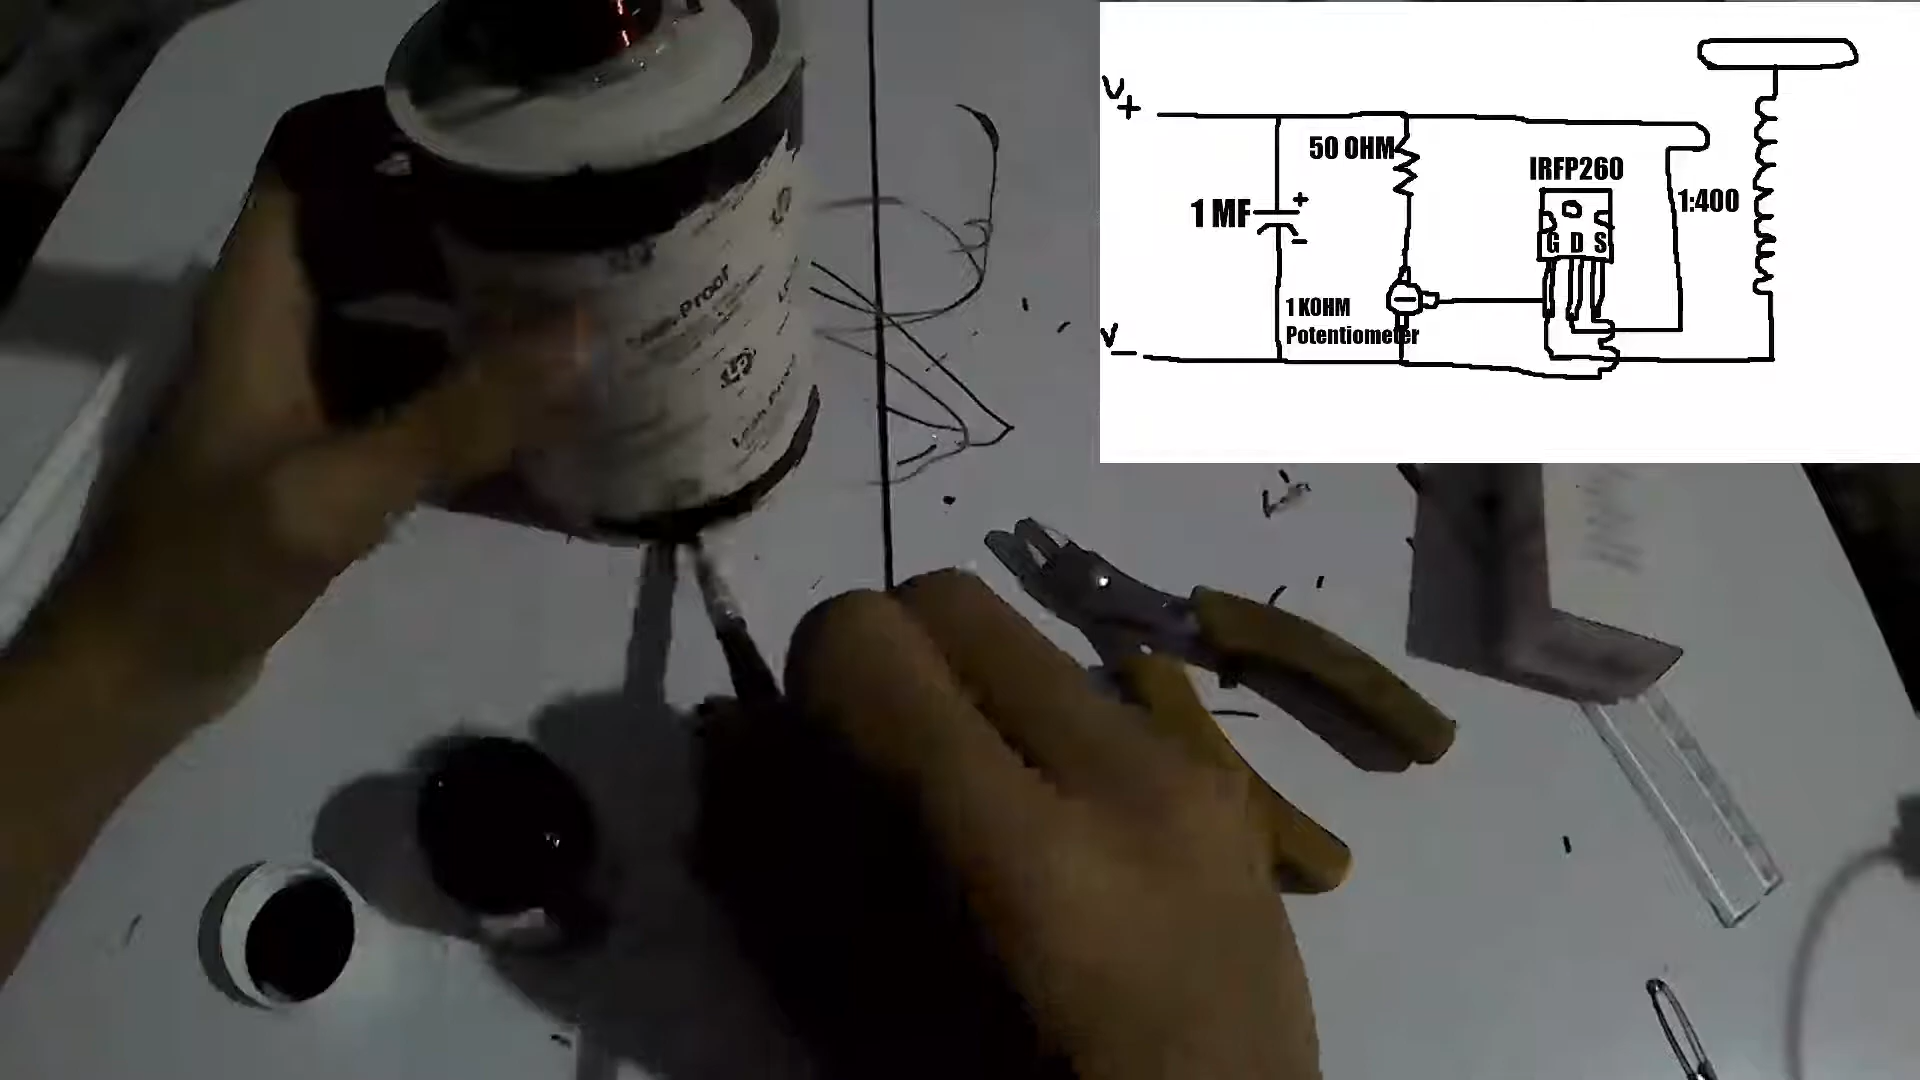 V+
50 OHM
IRFP260
1 MF
+
−
1:400
G D S
1 KOHM
Potentiometer
V−
Leak Proof